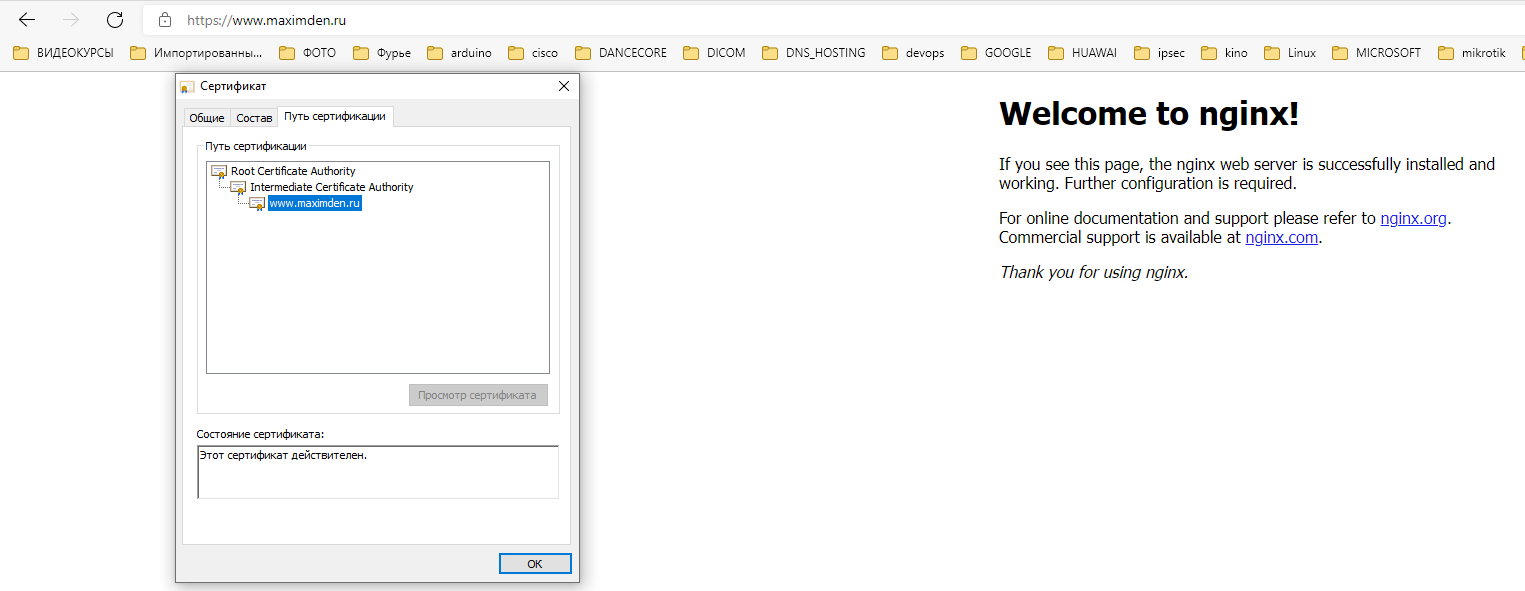 https://www.maximden.ru
ВИДЕОКУРСЫ Импортированны... ФОТО Фурье arduino cisco DANCECORE DICOM DNS_HOSTING devops GOOGLE HUAWAI ipsec kino Linux MICROSOFT mikrotik
Сертификат
Общие Состав Путь сертификации
Путь сертификации
Root Certificate Authority
Intermediate Certificate Authority
www.maximden.ru
Просмотр сертификата
Состояние сертификата:
Этот сертификат действителен.
OK
Welcome to nginx!
If you see this page, the nginx web server is successfully installed and
working. Further configuration is required.
For online documentation and support please refer to nginx.org.
Commercial support is available at nginx.com.
Thank you for using nginx.